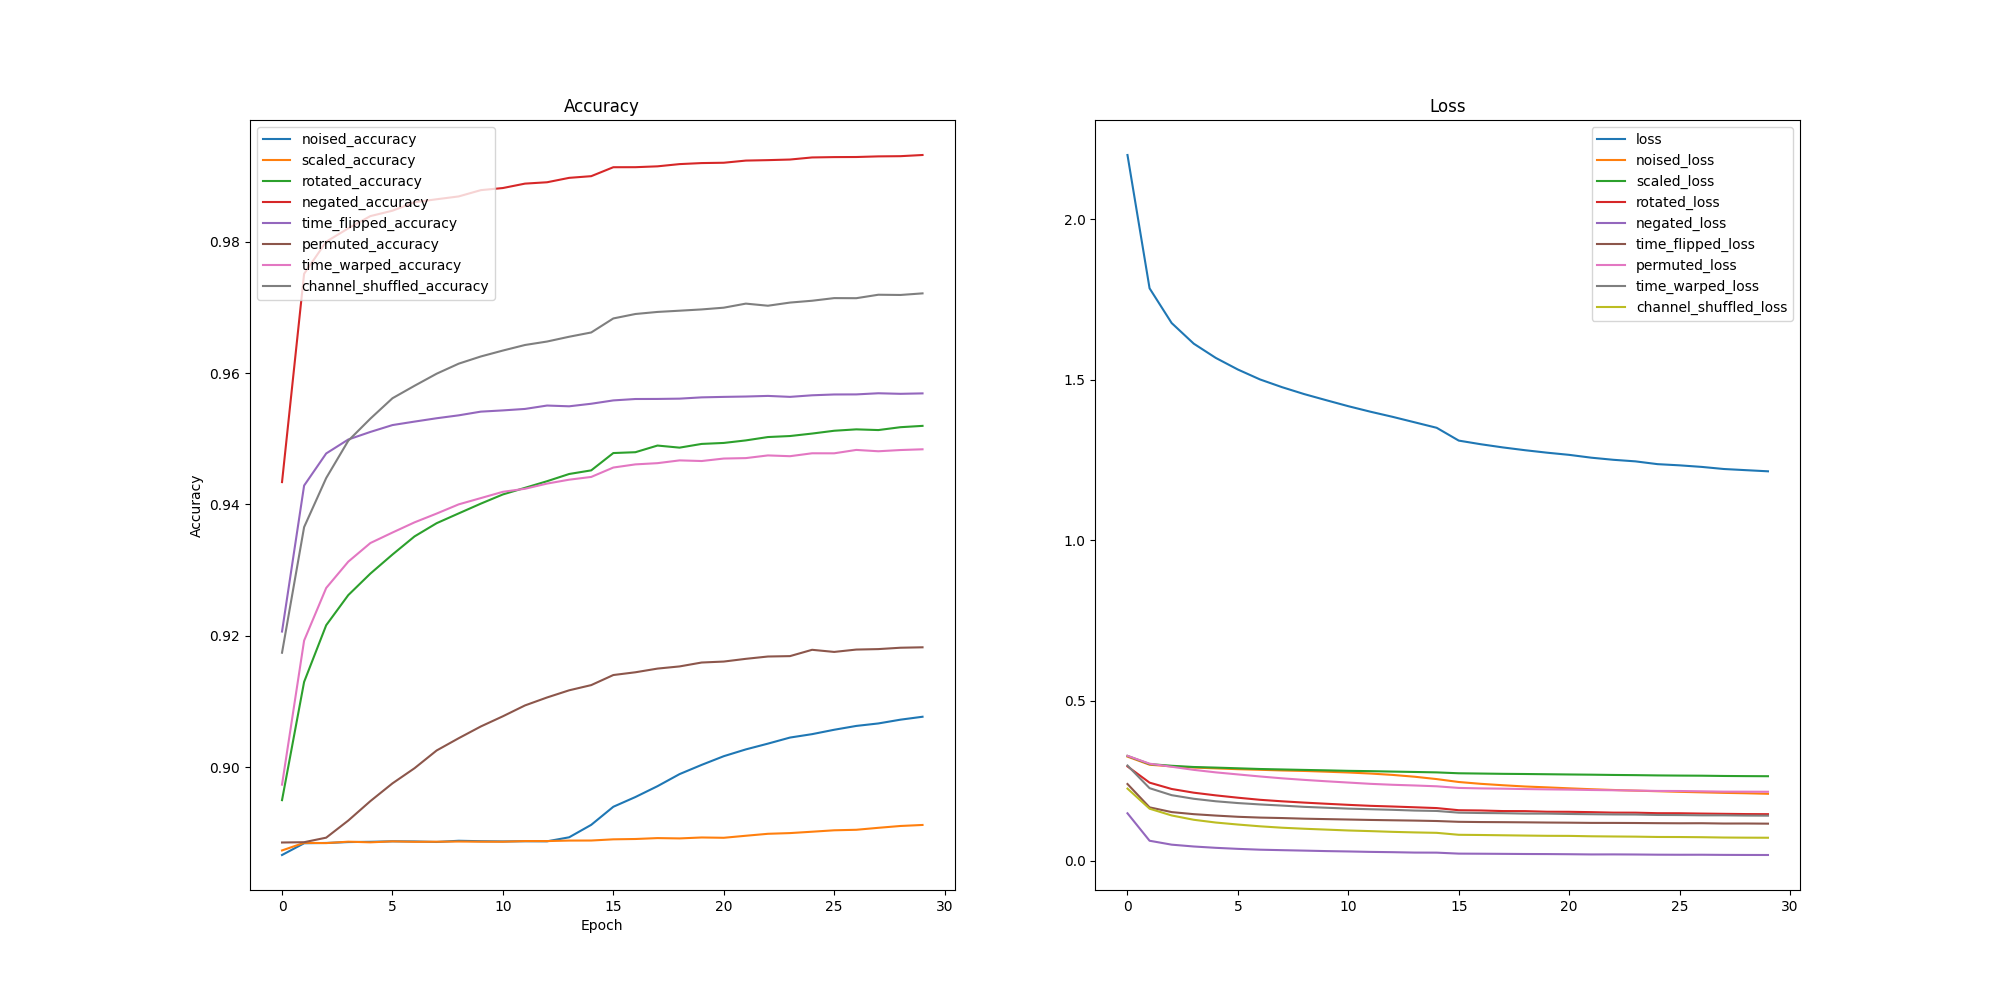 Accuracy
noised_accuracy
scaled_accuracy
rotated_accuracy
negated_accuracy
time_flipped_accuracy
permuted_accuracy
time_warped_accuracy
channel_shuffled_accuracy
0.98
0.96
0.94
0.92
0.90
Accuracy
0 5 10 15 20 25 30
Epoch
Loss
loss
noised_loss
scaled_loss
rotated_loss
negated_loss
time_flipped_loss
permuted_loss
time_warped_loss
channel_shuffled_loss
2.0
1.5
1.0
0.5
0.0
0 5 10 15 20 25 30